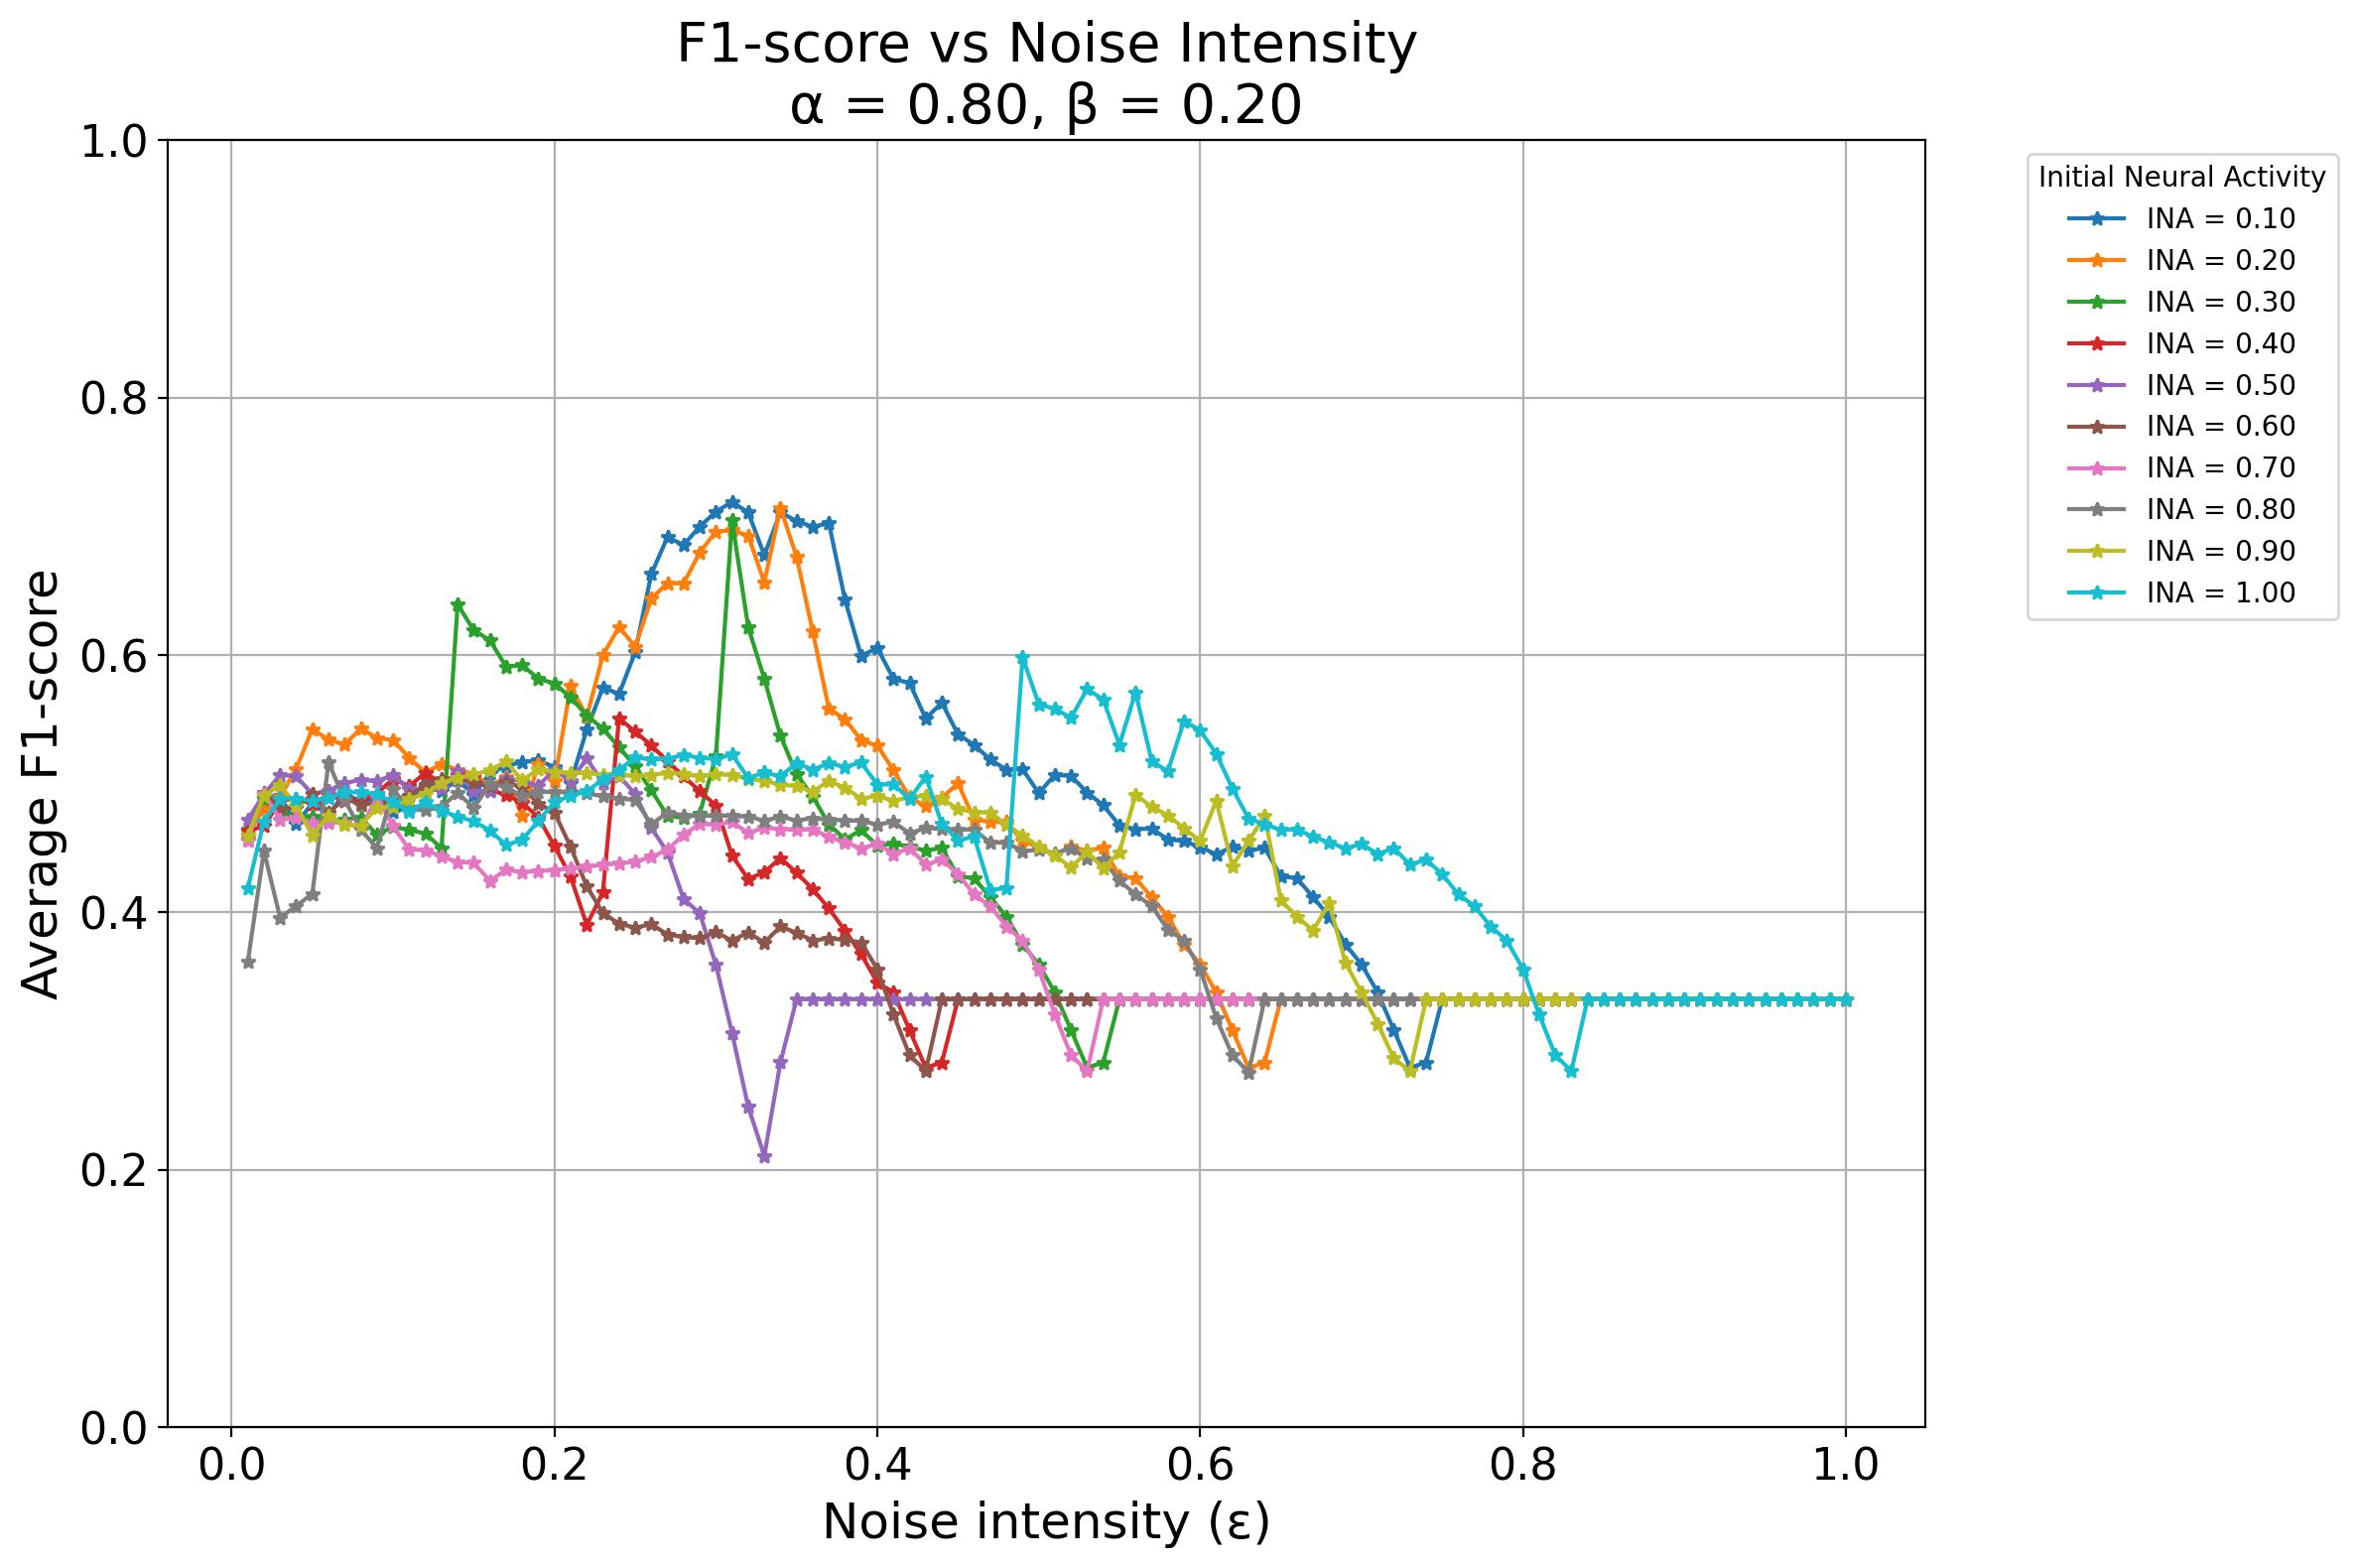 F1-score vs Noise Intensity
α = 0.80, β = 0.20
Average F1-score
1.0
0.8
0.6
0.4
0.2
0.0
0.0 0.2 0.4 0.6 0.8 1.0
Noise intensity (ε)
Initial Neural Activity
INA = 0.10
INA = 0.20
INA = 0.30
INA = 0.40
INA = 0.50
INA = 0.60
INA = 0.70
INA = 0.80
INA = 0.90
INA = 1.00